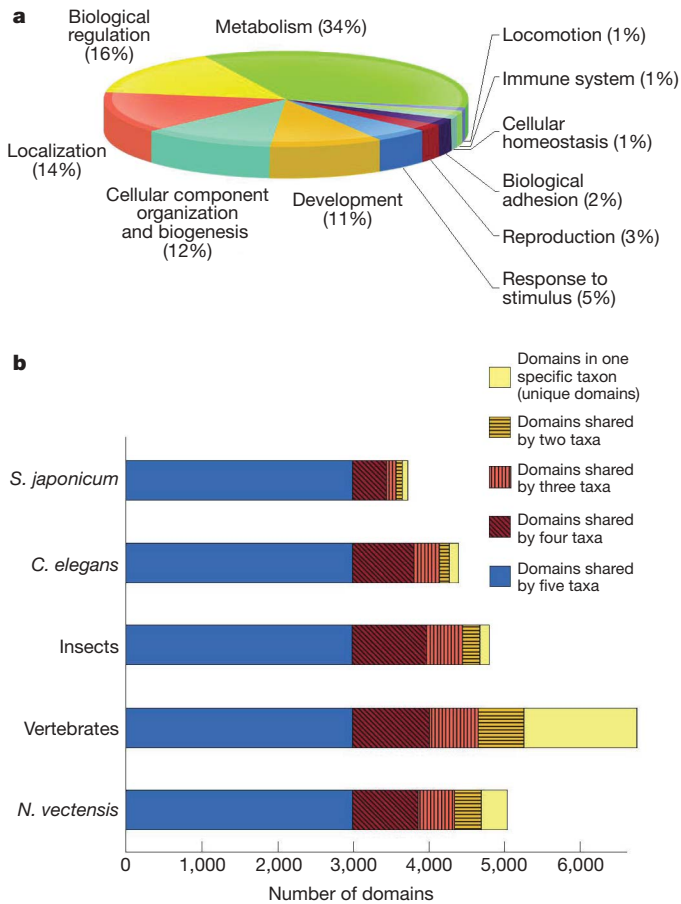 a
Metabolism (34%)
Biological
regulation
(16%)
Localization
(14%)
Cellular component
organization
and biogenesis
(12%)
Development
(11%)
Locomotion (1%)
Immune system (1%)
Cellular
homeostasis (1%)
Biological
adhesion (2%)
Reproduction (3%)
Response to
stimulus (5%)
b
Domains in one
specific taxon
(unique domains)
Domains shared
by two taxa
Domains shared
by three taxa
Domains shared
by four taxa
Domains shared
by five taxa
S. japonicum
C. elegans
Insects
Vertebrates
N. vectensis
0 1,000 2,000 3,000 4,000 5,000 6,000
Number of domains